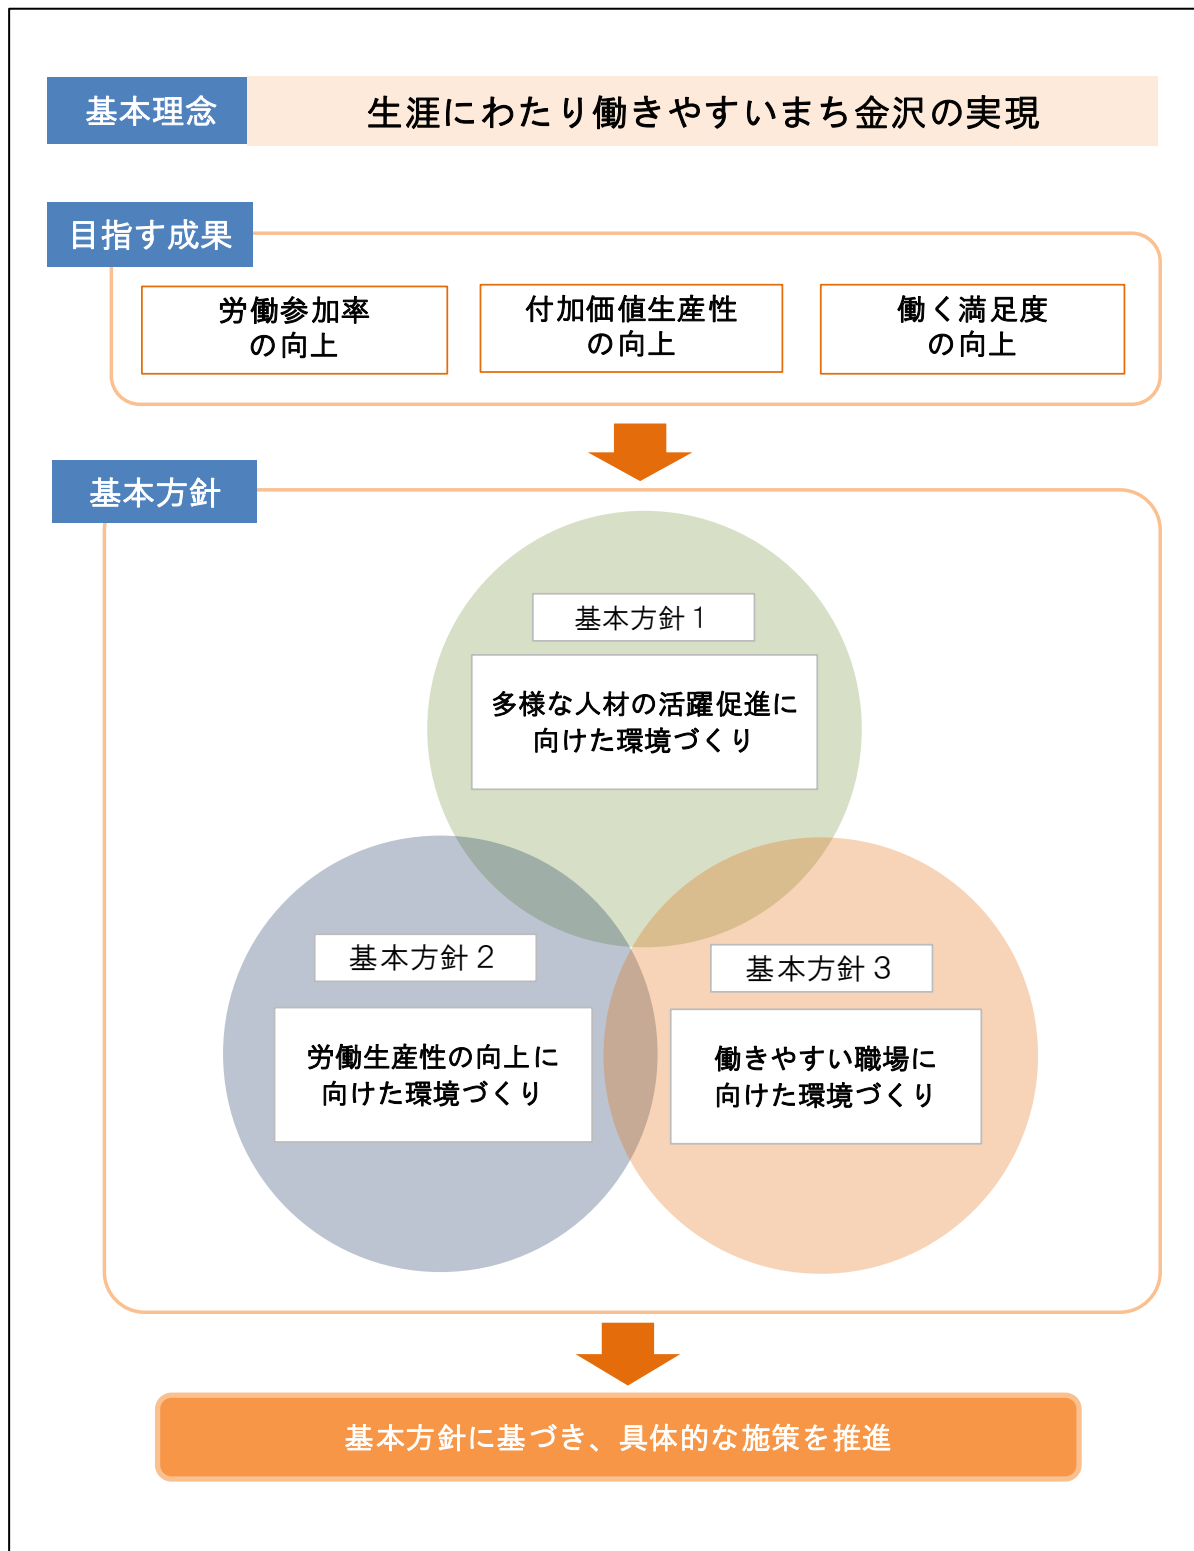 基本理念
生涯にわたり働きやすいまち金沢の実現
目指す成果
労働参加率
の向上
付加価値生産性
の向上
働く満足度
の向上
基本方針
基本方針１
多様な人材の活躍促進に
向けた環境づくり
基本方針２
労働生産性の向上に
向けた環境づくり
基本方針３
働きやすい職場に
向けた環境づくり
基本方針に基づき、具体的な施策を推進